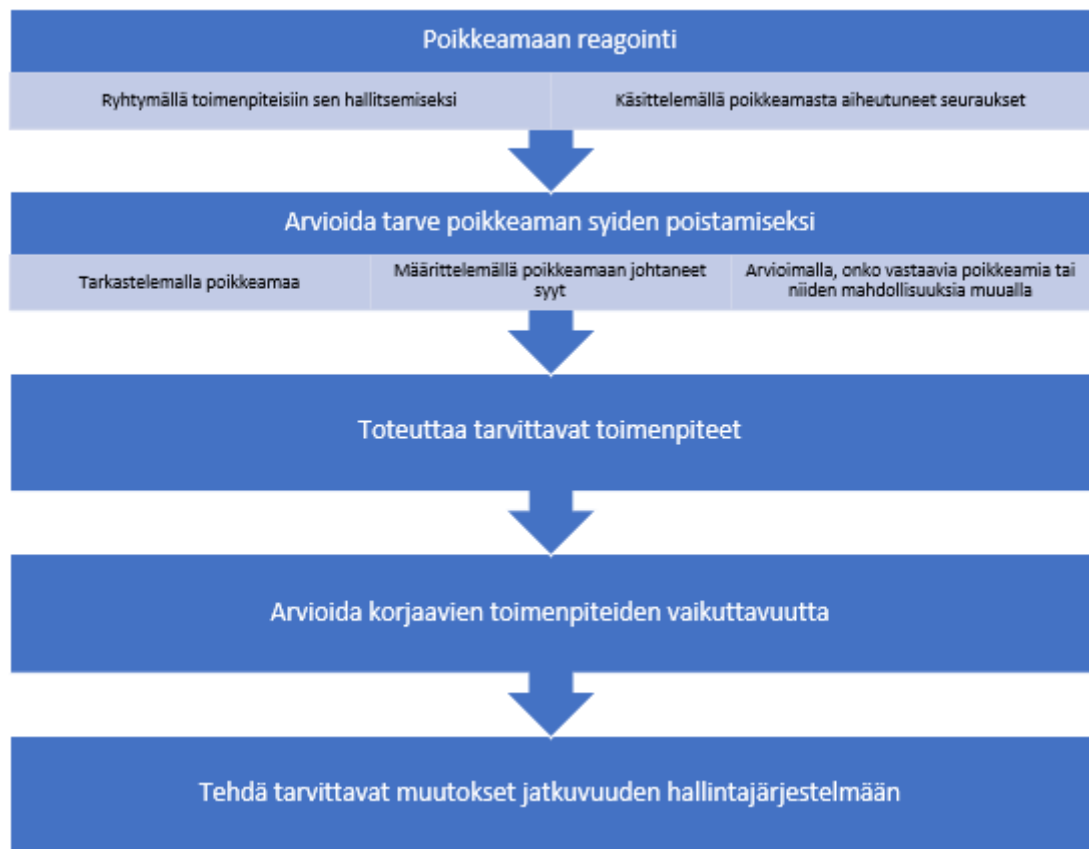 Poikkeamaan reagointi
Ryhtymällä toimenpiteisiin sen hallitsemiseksi
Käsittelemällä poikkeamasta aiheutuneet seuraukset
Arvioida tarve poikkeaman syiden poistamiseksi
Tarkastelemalla poikkeamaa
Määrittelemällä poikkeamaan johtaneet
syyt
Arvioimalla, onko vastaavia poikkeamia tai
niiden mahdollisuuksia muualla
Toteuttaa tarvittavat toimenpiteet
Arvioida korjaavien toimenpiteiden vaikuttavuutta
Tehdä tarvittavat muutokset jatkuvuuden hallintajärjestelmään